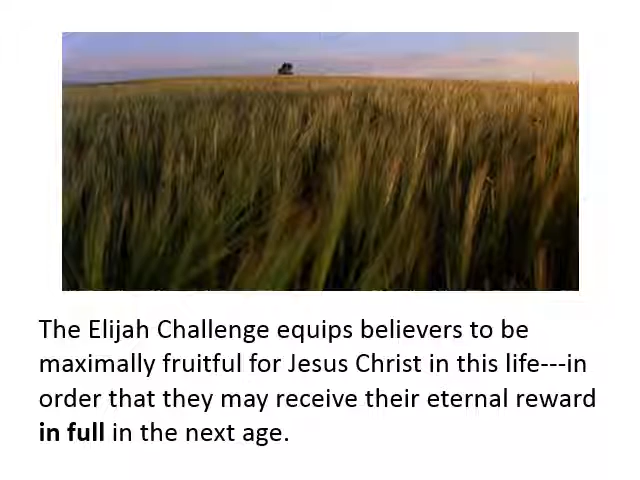 The Elijah Challenge equips believers to be
maximally fruitful for Jesus Christ in this life---in
order that they may receive their eternal reward
in full in the next age.